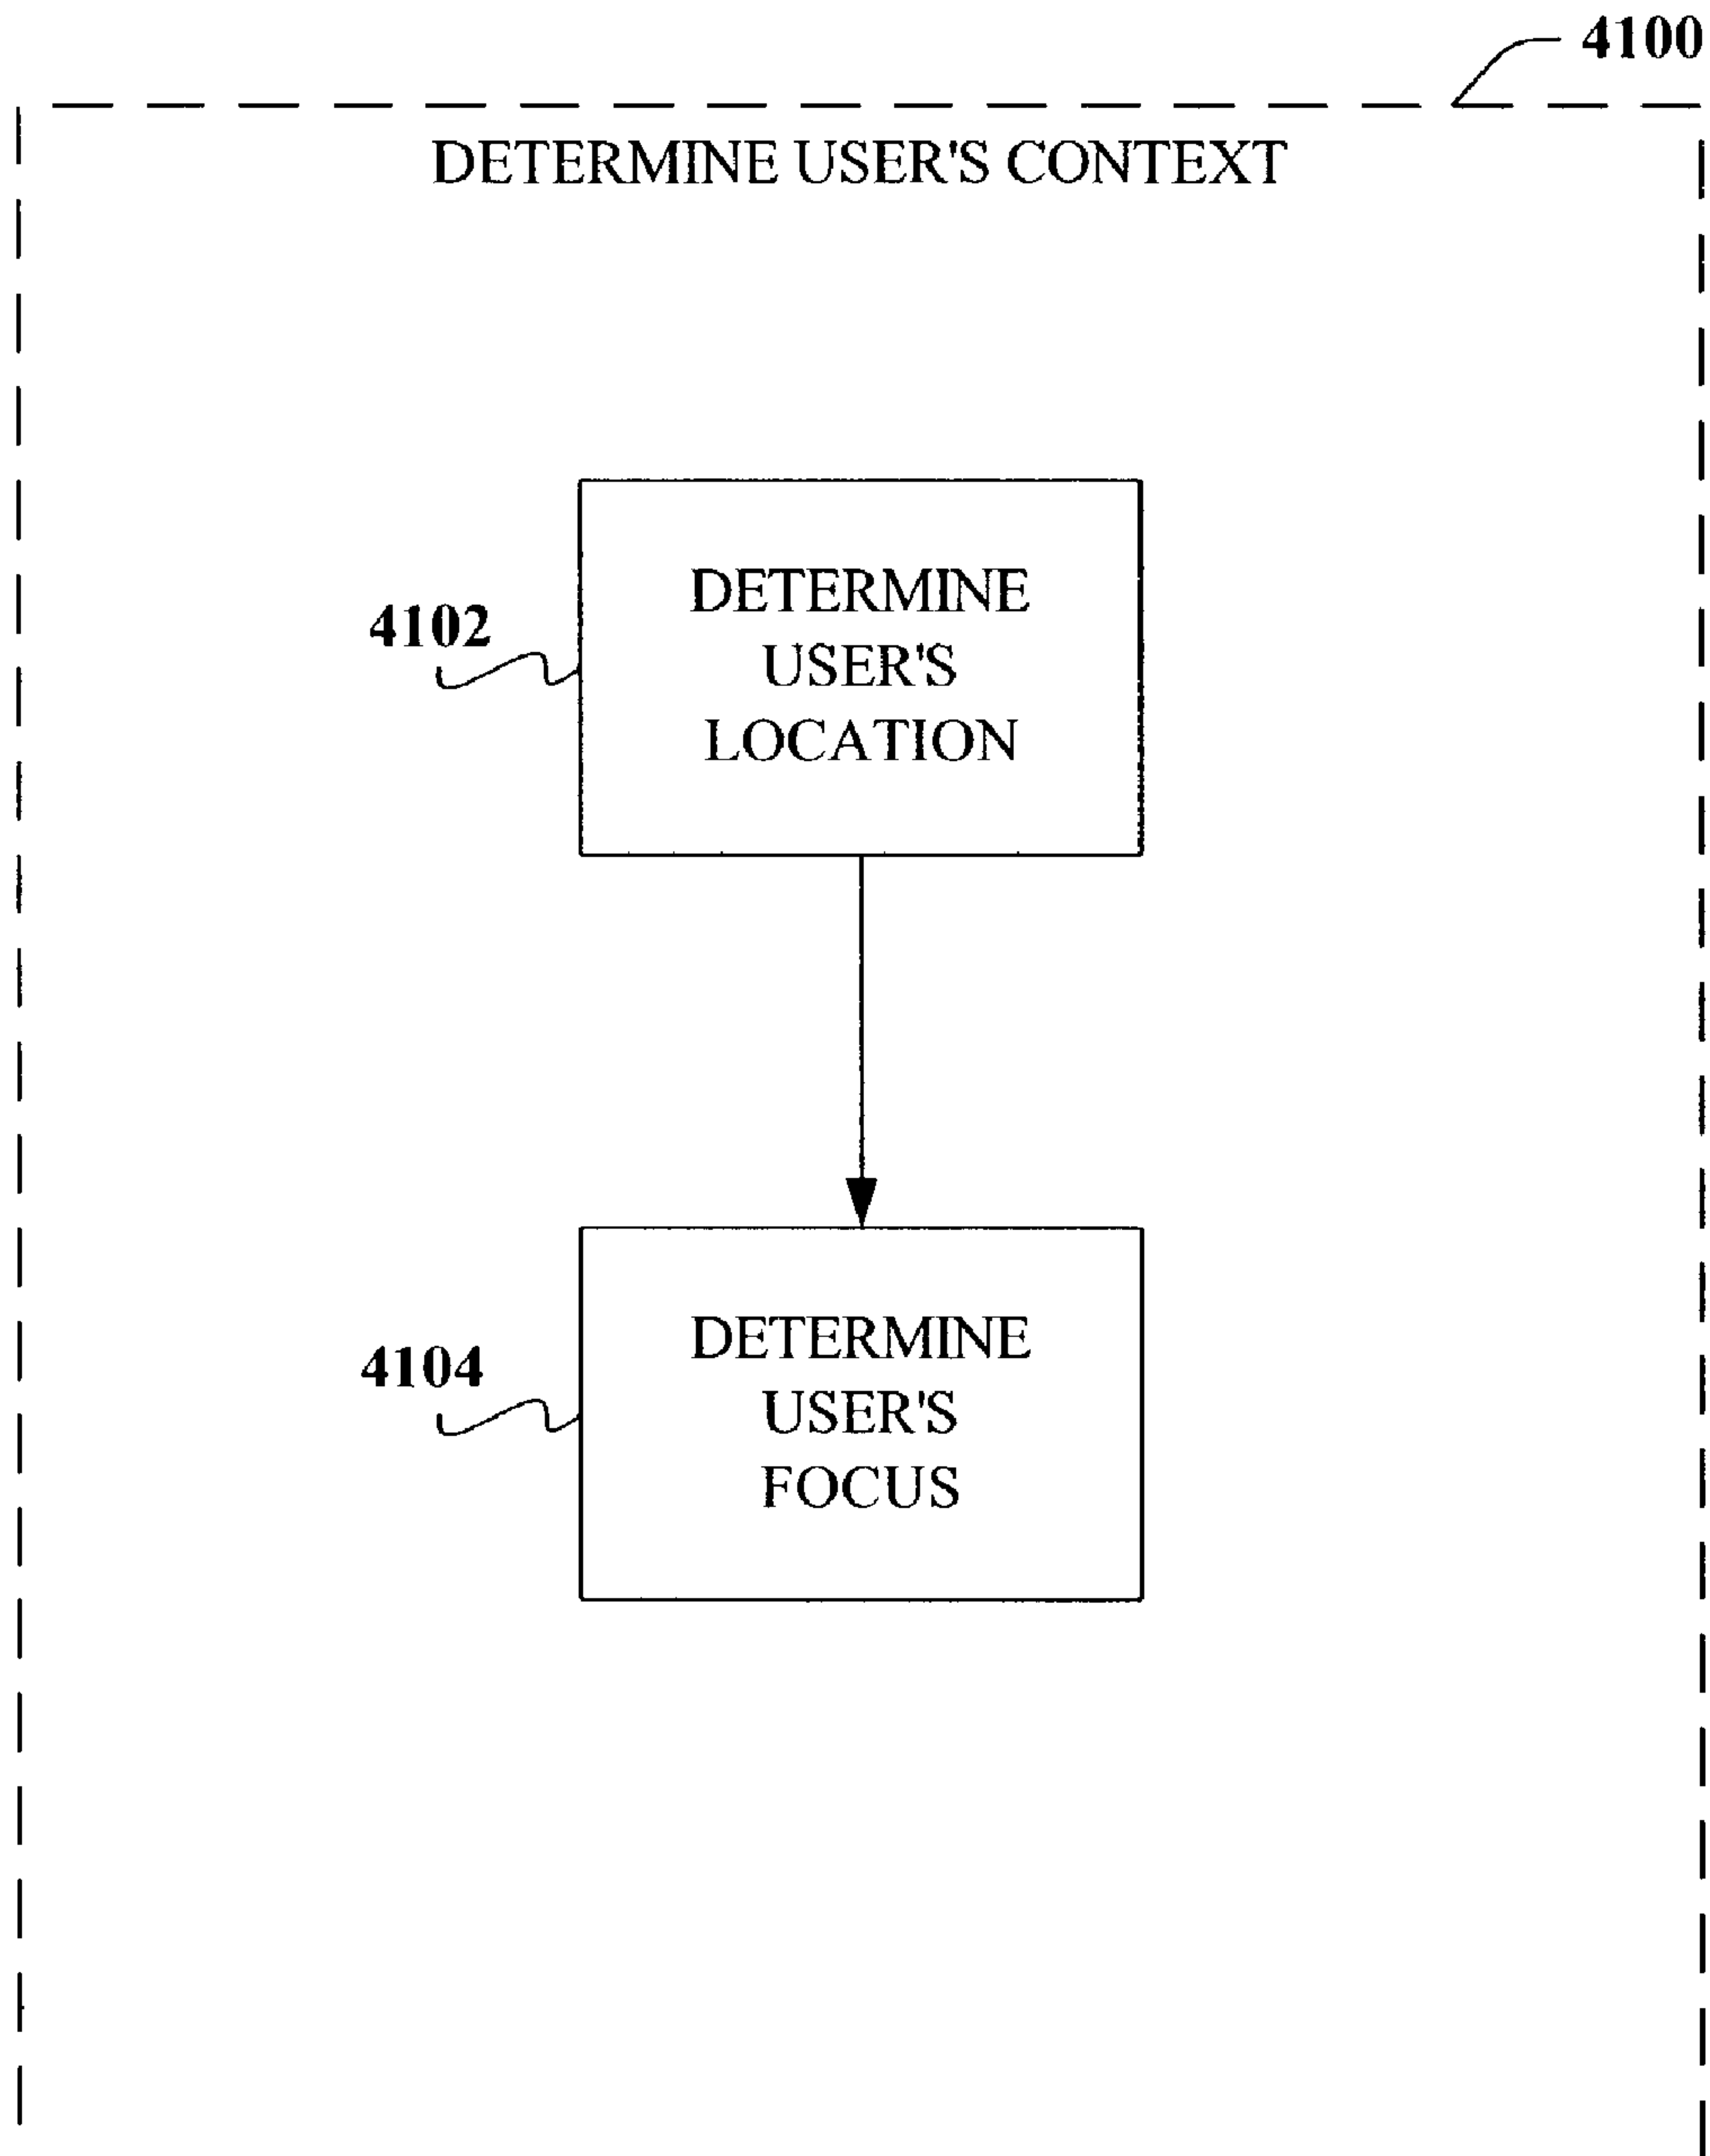 4100
DETERMINE USER'S CONTEXT
4102
DETERMINE
USER'S
LOCATION
4104
DETERMINE
USER'S
FOCUS